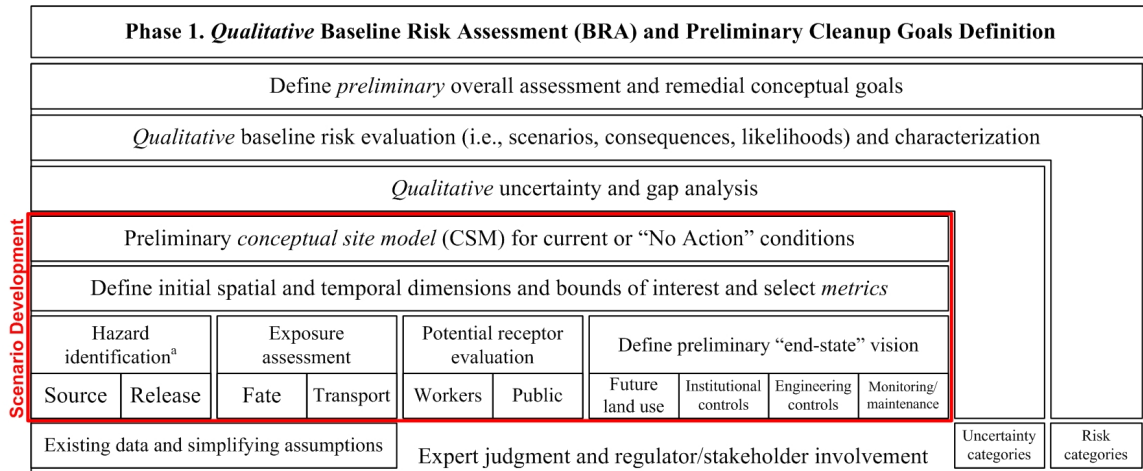 Phase 1. Qualitative Baseline Risk Assessment (BRA) and Preliminary Cleanup Goals Definition
Define preliminary overall assessment and remedial conceptual goals
Qualitative baseline risk evaluation (i.e., scenarios, consequences, likelihoods) and characterization
Qualitative uncertainty and gap analysis
Scenario Development
Preliminary conceptual site model (CSM) for current or “No Action” conditions
Define initial spatial and temporal dimensions and bounds of interest and select metrics
Hazard
identificationᵃ
Exposure
assessment
Potential receptor
evaluation
Define preliminary “end-state” vision
Source
Release
Fate
Transport
Workers
Public
Future
land use
Institutional
controls
Engineering
controls
Monitoring/
maintenance
Existing data and simplifying assumptions
Expert judgment and regulator/stakeholder involvement
Uncertainty
categories
Risk
categories